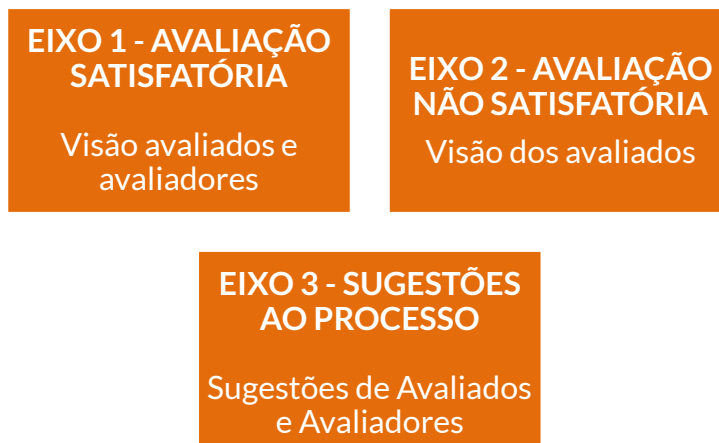 EIXO 1 - AVALIAÇÃO
SATISFATÓRIA
Visão avaliados e
avaliadores
EIXO 2 - AVALIAÇÃO
NÃO SATISFATÓRIA
Visão dos avaliados
EIXO 3 - SUGESTÕES
AO PROCESSO
Sugestões de Avaliados
e Avaliadores